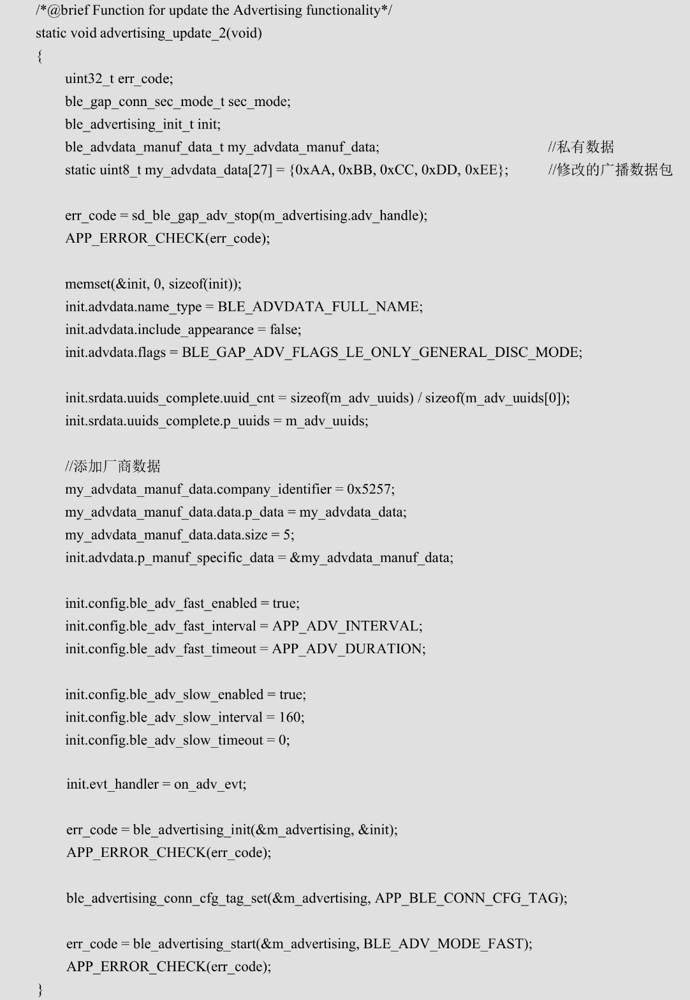 /*@brief Function for update the Advertising functionality*/
static void advertising_update_2(void)
{
uint32_t err_code;
ble_gap_conn_sec_mode_t sec_mode;
ble_advertising_init_t init;
ble_advdata_manuf_data_t my_advdata_manuf_data; //私有数据
static uint8_t my_advdata_data[27] = {0xAA, 0xBB, 0xCC, 0xDD, 0xEE}; //修改的广播数据包
err_code = sd_ble_gap_adv_stop(m_advertising.adv_handle);
APP_ERROR_CHECK(err_code);
memset(&init, 0, sizeof(init));
init.advdata.name_type = BLE_ADVDATA_FULL_NAME;
init.advdata.include_appearance = false;
init.advdata.flags = BLE_GAP_ADV_FLAGS_LE_ONLY_GENERAL_DISC_MODE;
init.srdata.uuids_complete.uuid_cnt = sizeof(m_adv_uuids) / sizeof(m_adv_uuids[0]);
init.srdata.uuids_complete.p_uuids = m_adv_uuids;
//添加厂商数据
my_advdata_manuf_data.company_identifier = 0x5257;
my_advdata_manuf_data.data.p_data = my_advdata_data;
my_advdata_manuf_data.data.size = 5;
init.advdata.p_manuf_specific_data = &my_advdata_manuf_data;
init.config.ble_adv_fast_enabled = true;
init.config.ble_adv_fast_interval = APP_ADV_INTERVAL;
init.config.ble_adv_fast_timeout = APP_ADV_DURATION;
init.config.ble_adv_slow_enabled = true;
init.config.ble_adv_slow_interval = 160;
init.config.ble_adv_slow_timeout = 0;
init.evt_handler = on_adv_evt;
err_code = ble_advertising_init(&m_advertising, &init);
APP_ERROR_CHECK(err_code);
ble_advertising_conn_cfg_tag_set(&m_advertising, APP_BLE_CONN_CFG_TAG);
err_code = ble_advertising_start(&m_advertising, BLE_ADV_MODE_FAST);
APP_ERROR_CHECK(err_code);
}